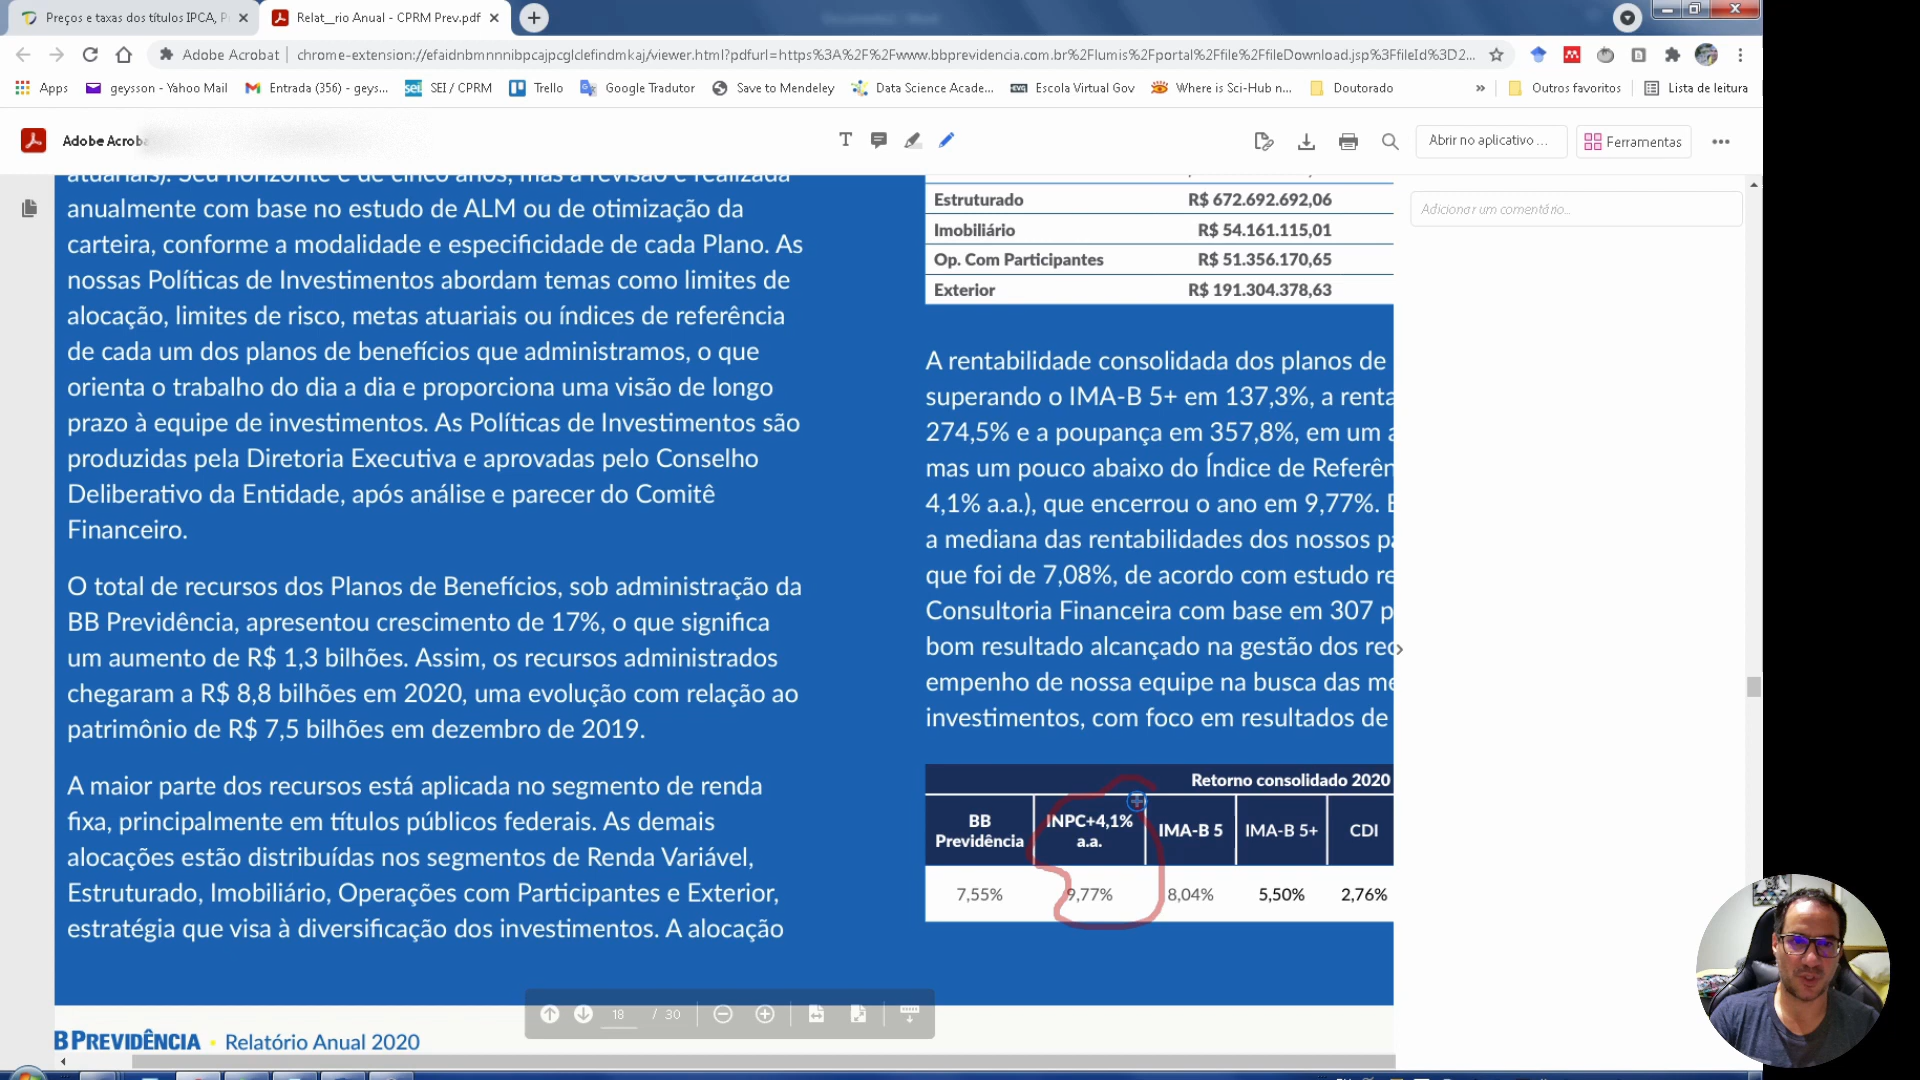 Preços e taxas dos títulos IPCA, P
Relat__rio Anual - CPRM Prev.pdf
Adobe Acrobat
chrome-extension://efaidnbmnnnibpcajpcglclefindmkaj/viewer.html?pdfurl=https%3A%2F%2Fwww.bbprevidencia.com.br%2Flumis%2Fportal%2Ffile%2FfileDownload.jsp%3FfileId%3D2...
Apps
geysson - Yahoo Mail
Entrada (356) - geys...
SEI / CPRM
Trello
Google Tradutor
Save to Mendeley
Data Science Acade...
Escola Virtual Gov
Where is Sci-Hub n...
Doutorado
»
Outros favoritos
Lista de leitura
Adobe Acroba
Abrir no aplicativo ...
Ferramentas
Adicionar um comentário...
atuariais). Seu horizonte é de cinco anos, mas a revisão é realizada
anualmente com base no estudo de ALM ou de otimização da
carteira, conforme a modalidade e especificidade de cada Plano. As
nossas Políticas de Investimentos abordam temas como limites de
alocação, limites de risco, metas atuariais ou índices de referência
de cada um dos planos de benefícios que administramos, o que
orienta o trabalho do dia a dia e proporciona uma visão de longo
prazo à equipe de investimentos. As Políticas de Investimentos são
produzidas pela Diretoria Executiva e aprovadas pelo Conselho
Deliberativo da Entidade, após análise e parecer do Comitê
Financeiro.
O total de recursos dos Planos de Benefícios, sob administração da
BB Previdência, apresentou crescimento de 17%, o que significa
um aumento de R$ 1,3 bilhões. Assim, os recursos administrados
chegaram a R$ 8,8 bilhões em 2020, uma evolução com relação ao
patrimônio de R$ 7,5 bilhões em dezembro de 2019.
A maior parte dos recursos está aplicada no segmento de renda
fixa, principalmente em títulos públicos federais. As demais
alocações estão distribuídas nos segmentos de Renda Variável,
Estruturado, Imobiliário, Operações com Participantes e Exterior,
estratégia que visa à diversificação dos investimentos. A alocação
Estruturado R$ 672.692.692,06
Imobiliário R$ 54.161.115,01
Op. Com Participantes R$ 51.356.170,65
Exterior R$ 191.304.378,63
A rentabilidade consolidada dos planos de
superando o IMA-B 5+ em 137,3%, a renta
274,5% e a poupança em 357,8%, em um a
mas um pouco abaixo do Índice de Referên
4,1% a.a.), que encerrou o ano em 9,77%. E
a mediana das rentabilidades dos nossos pa
que foi de 7,08%, de acordo com estudo re
Consultoria Financeira com base em 307 p
bom resultado alcançado na gestão dos rec
empenho de nossa equipe na busca das me
investimentos, com foco em resultados de
Retorno consolidado 2020
BB Previdência INPC+4,1% a.a. IMA-B 5 IMA-B 5+ CDI
7,55% 9,77% 8,04% 5,50% 2,76%
18 / 30
B PREVIDÊNCIA • Relatório Anual 2020